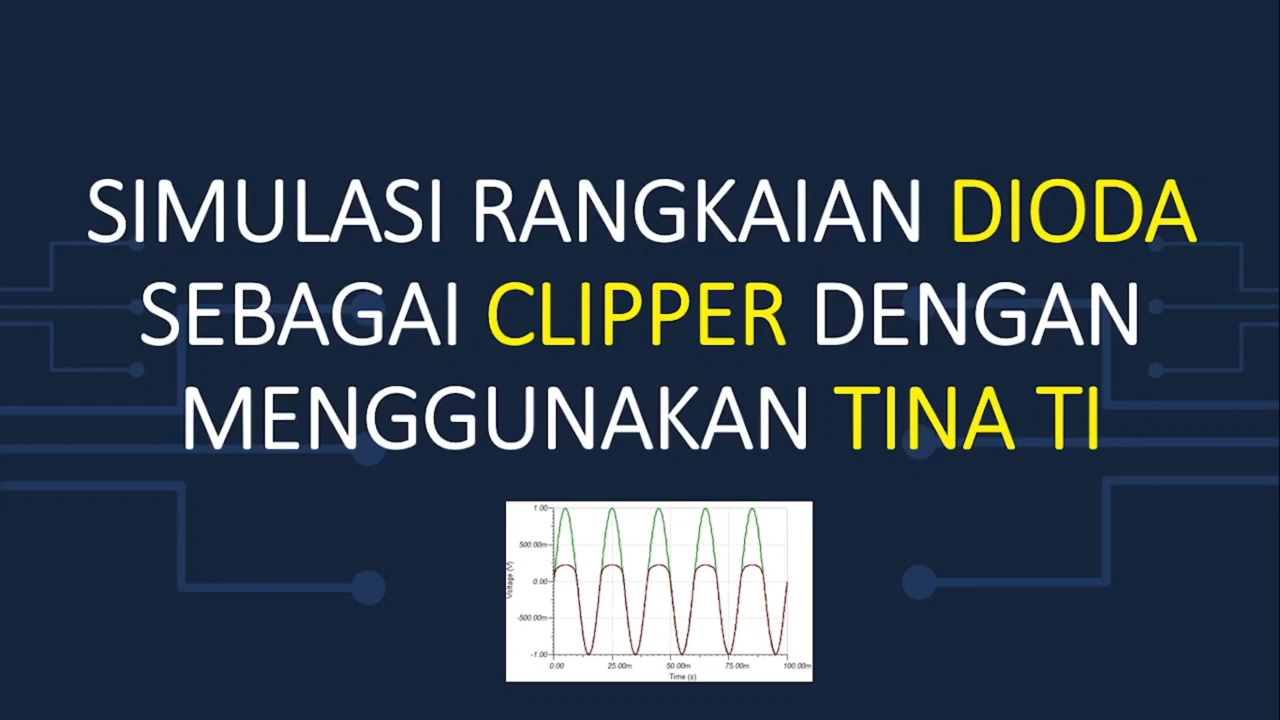 SIMULASI RANGKAIAN DIODA
SEBAGAI CLIPPER DENGAN
MENGGUNAKAN TINA TI
1.00
500.00m
Voltage (V)
0.00
-500.00m
-1.00
0.00 25.00m 50.00m 75.00m 100.00m
Time (s)